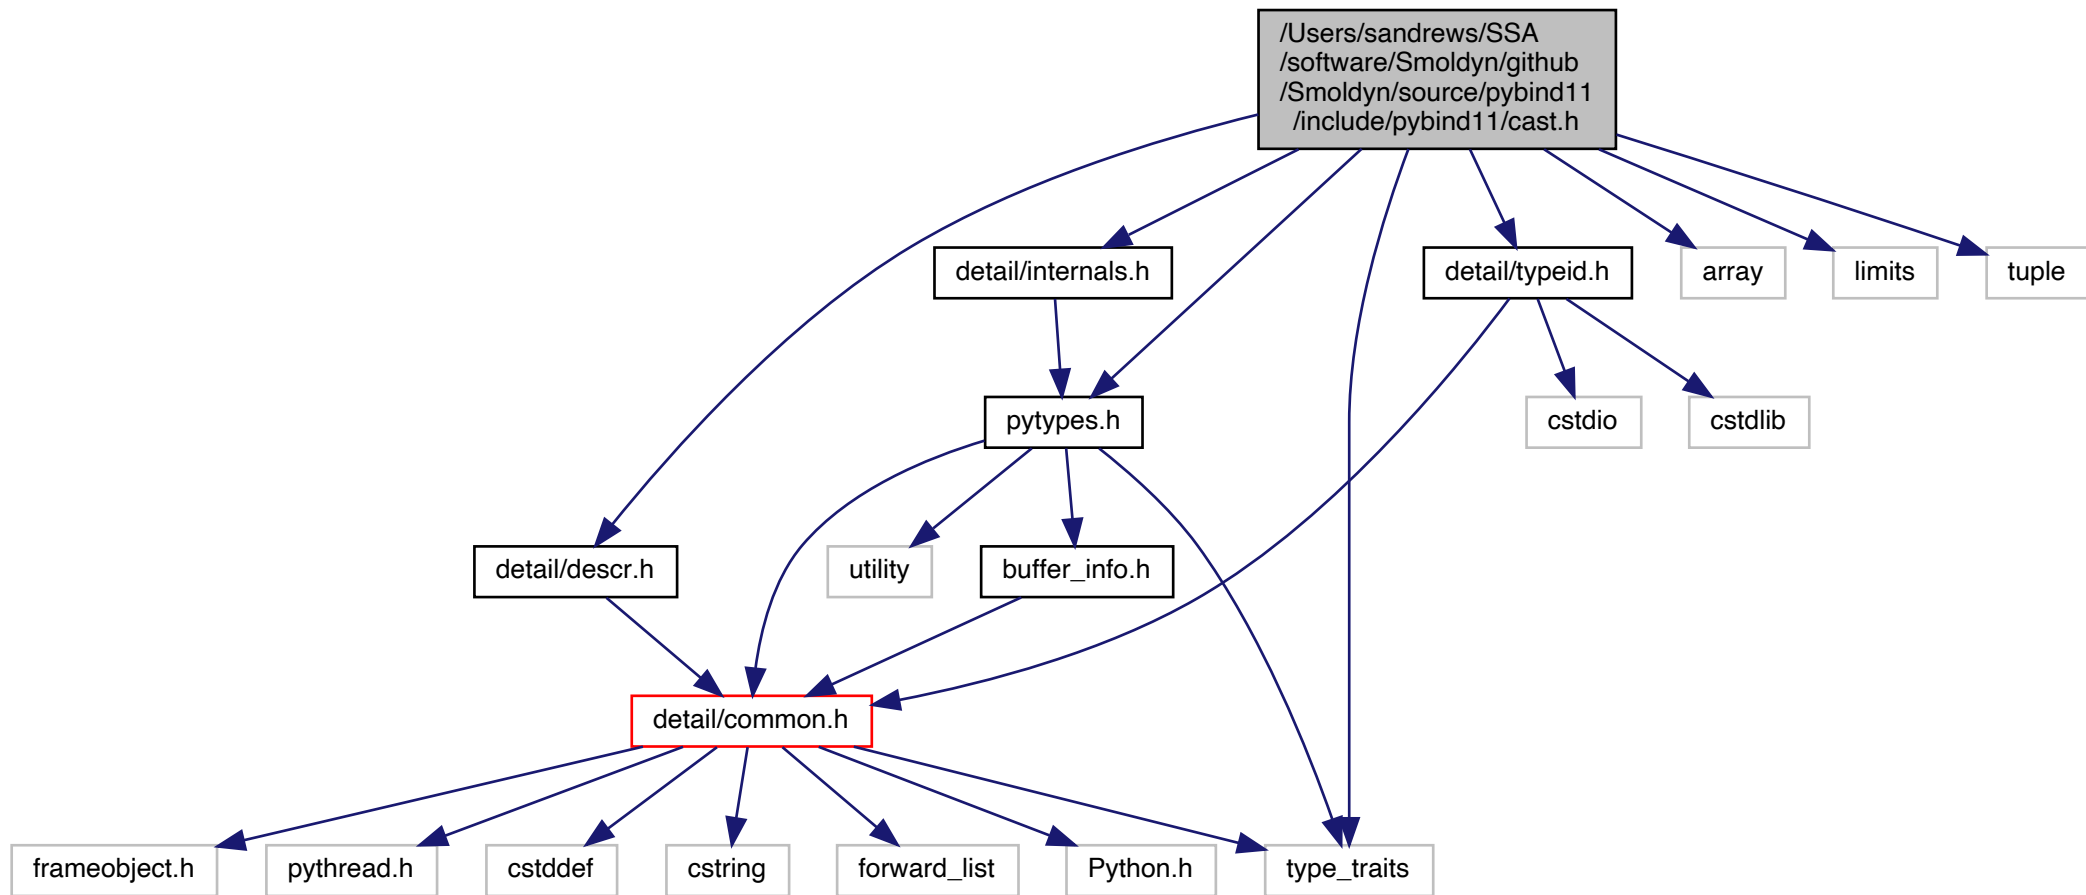 /Users/sandrews/SSA
/software/Smoldyn/github
/Smoldyn/source/pybind11
/include/pybind11/cast.h
detail/internals.h
detail/typeid.h
array
limits
tuple
pytypes.h
cstdio
cstdlib
detail/descr.h
utility
buffer_info.h
detail/common.h
frameobject.h
pythread.h
cstddef
cstring
forward_list
Python.h
type_traits